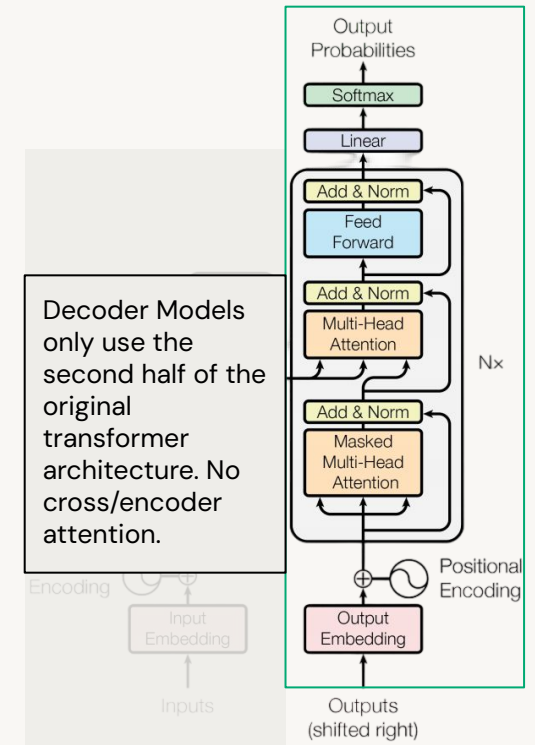 Output
Probabilities
Softmax
Linear
Add & Norm
Feed
Forward
Add & Norm
Multi-Head
Attention
Nx
Add & Norm
Masked
Multi-Head
Attention
Decoder Models
only use the
second half of the
original
transformer
architecture. No
cross/encoder
attention.
Positional
Encoding
Encoding
Input
Embedding
Output
Embedding
Inputs
Outputs
(shifted right)